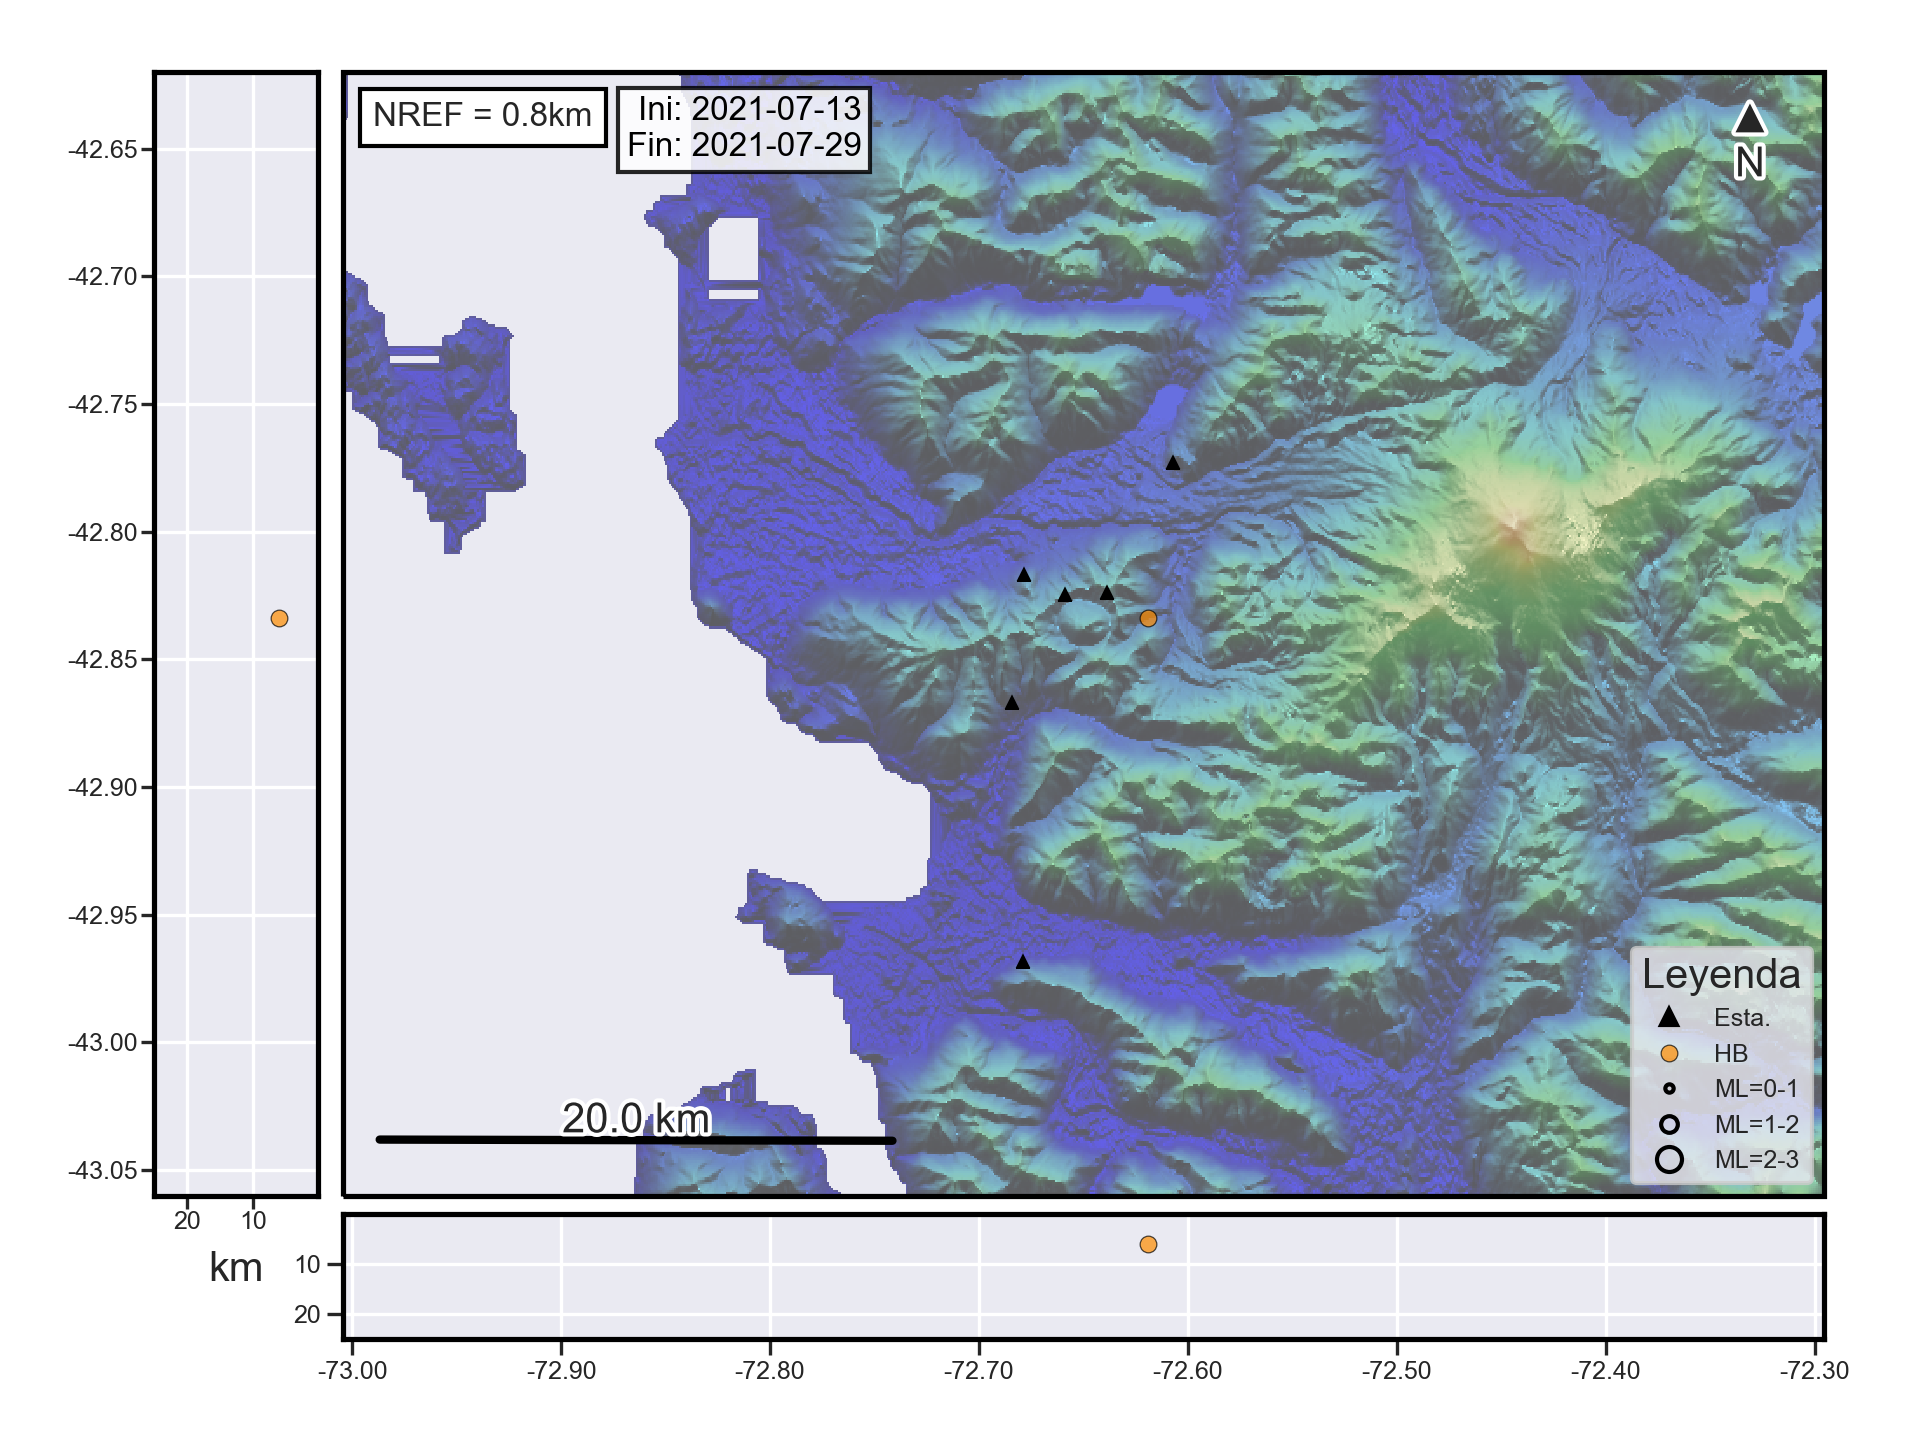 NREF = 0.8km
Ini: 2021-07-13
Fin: 2021-07-29
N
-42.65
-42.70
-42.75
-42.80
-42.85
-42.90
-42.95
-43.00
-43.05
20.0 km
Leyenda
Esta.
HB
ML=0-1
ML=1-2
ML=2-3
20 10
km
10
20
-73.00 -72.90 -72.80 -72.70 -72.60 -72.50 -72.40 -72.30